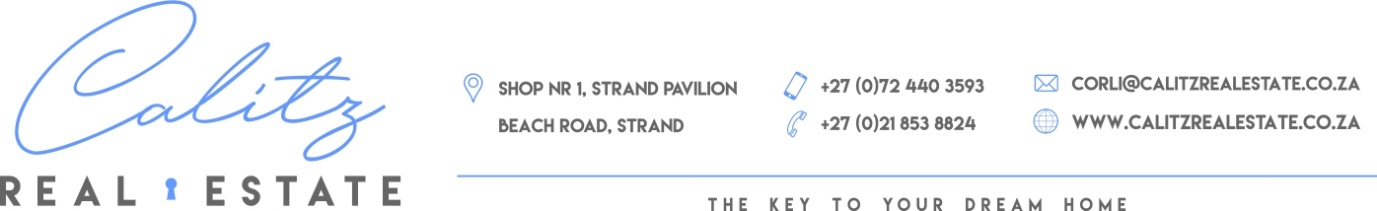 Calitz
REAL ESTATE
SHOP NR 1, STRAND PAVILION
BEACH ROAD, STRAND
+27 (0)72 440 3593
+27 (0)21 853 8824
CORLI@CALITZREALESTATE.CO.ZA
WWW.CALITZREALESTATE.CO.ZA
THE KEY TO YOUR DREAM HOME